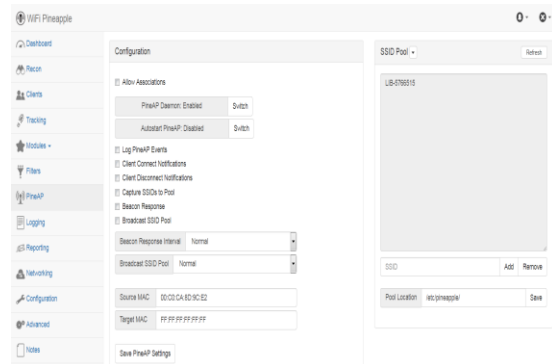 WiFi Pineapple
Dashboard
Recon
Clients
Tracking
Modules
Filters
PineAP
Logging
Reporting
Networking
Configuration
Advanced
Notes
Configuration
Allow Associations
PineAP Daemon: Enabled Switch
Autostart PineAP: Disabled Switch
Log PineAP Events
Client Connect Notifications
Client Disconnect Notifications
Capture SSIDs to Pool
Beacon Response
Broadcast SSID Pool
Beacon Response Interval Normal
Broadcast SSID Pool Normal
Source MAC 00:C0:CA:8D:9C:E2
Target MAC FF:FF:FF:FF:FF:FF
Save PineAP Settings
SSID Pool Refresh
LIB-5796519
SSID Add Remove
Pool Location /etc/pineapple/ Save